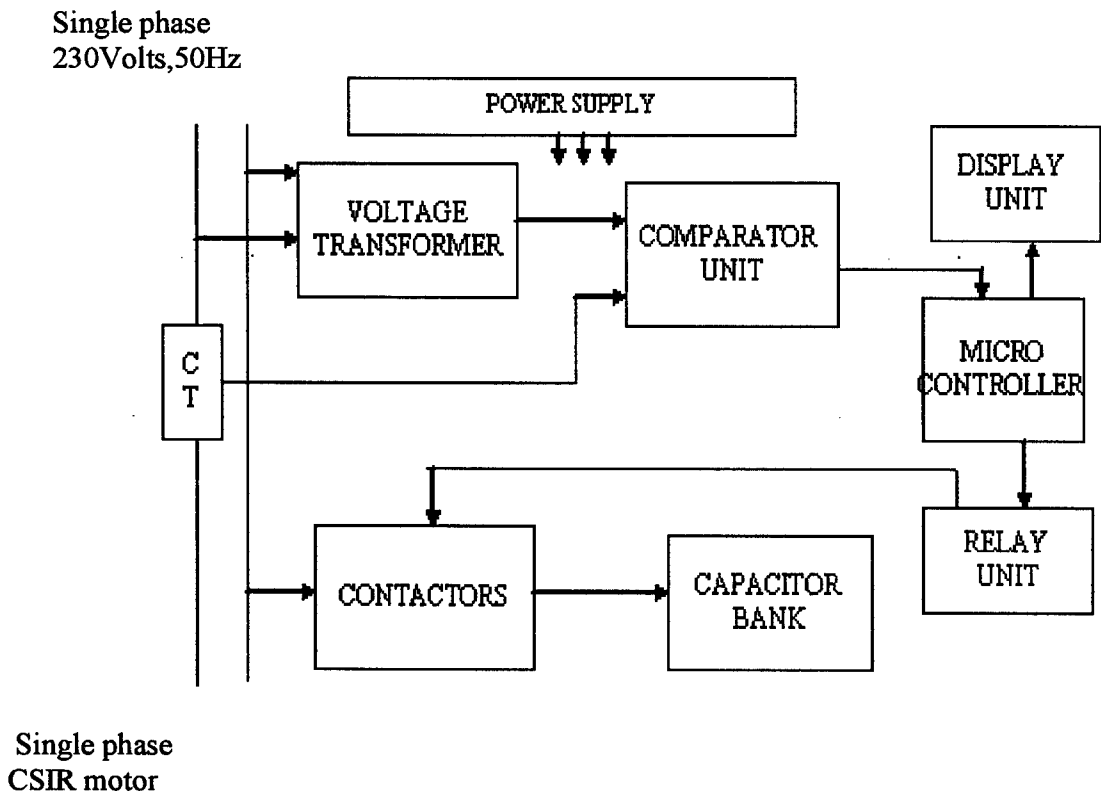 Single phase
230Volts,50Hz
POWER SUPPLY
VOLTAGE
TRANSFORMER
COMPARATOR
UNIT
DISPLAY
UNIT
C
T
MICRO
CONTROLLER
CONTACTORS
CAPACITOR
BANK
RELAY
UNIT
Single phase
CSIR motor